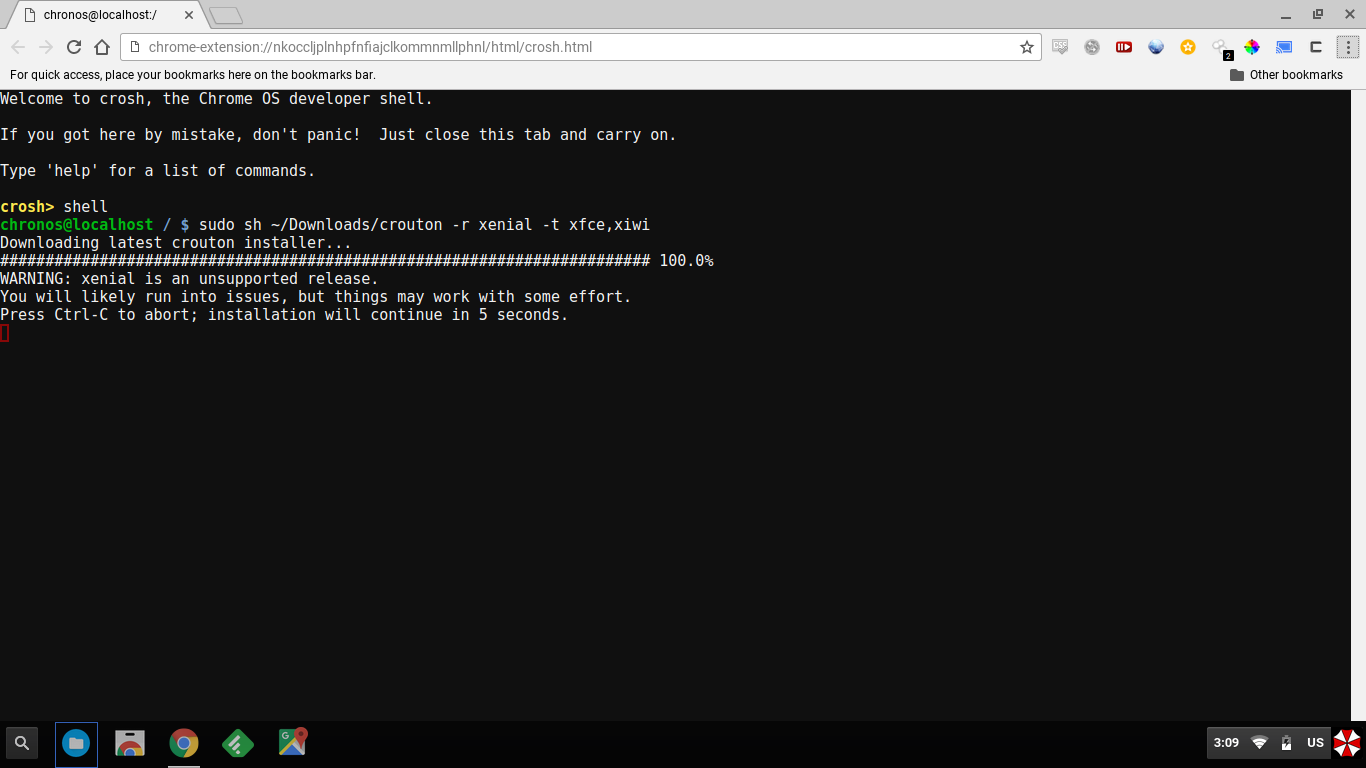 chronos@localhost:/
chrome-extension://nkoccljplnhpfnfiajclkommnmllphnl/html/crosh.html
2
For quick access, place your bookmarks here on the bookmarks bar.
Other bookmarks
Welcome to crosh, the Chrome OS developer shell.
If you got here by mistake, don't panic!  Just close this tab and carry on.
Type 'help' for a list of commands.
crosh> shell
chronos@localhost / $ sudo sh ~/Downloads/crouton -r xenial -t xfce,xiwi
Downloading latest crouton installer...
######################################################################## 100.0%
WARNING: xenial is an unsupported release.
You will likely run into issues, but things may work with some effort.
Press Ctrl-C to abort; installation will continue in 5 seconds.
G
3:09
US